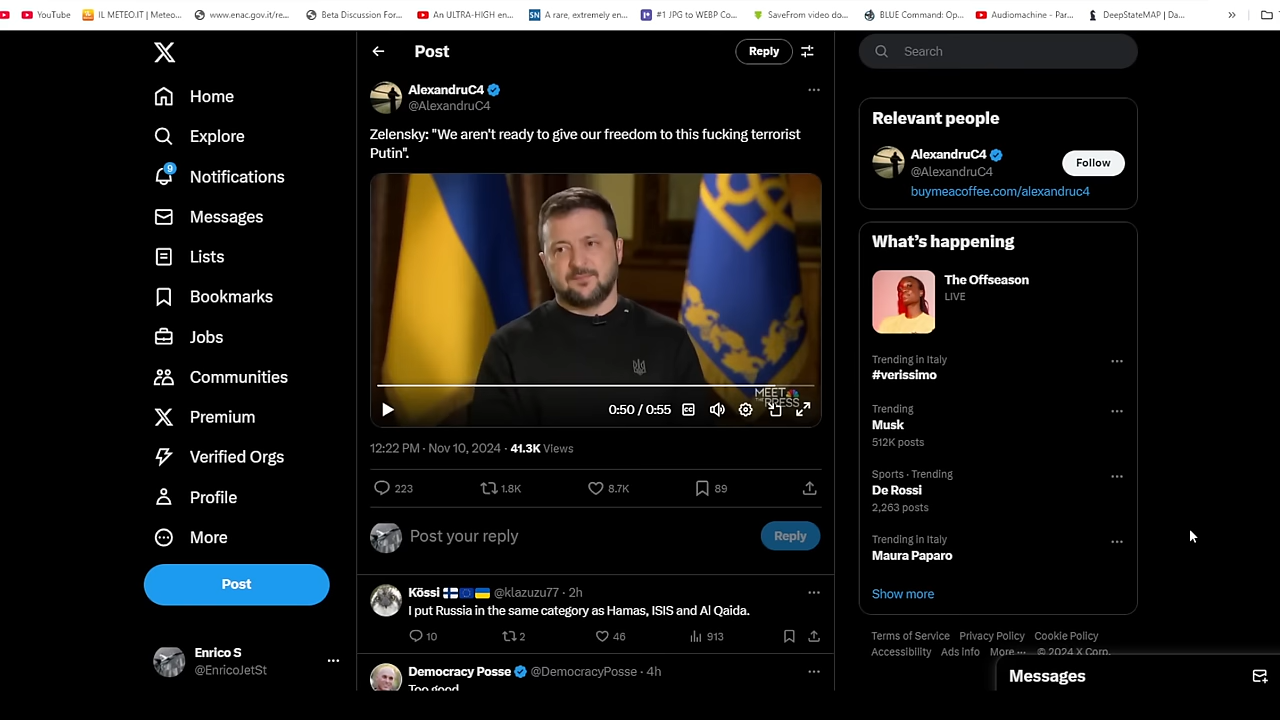 YouTube
IL METEO.IT | Meteo...
www.enac.gov.it/re...
Beta Discussion For...
An ULTRA-HIGH en...
A rare, extremely en...
#1 JPG to WEBP Co...
SaveFrom video do...
BLUE Command: Op...
Audiomachine - Par...
DeepStateMAP | Da...
Home
Explore
9
Notifications
Messages
Lists
Bookmarks
Jobs
Communities
Premium
Verified Orgs
Profile
More
Post
Enrico S
@EnricoJetSt
Post
Reply
AlexandruC4
@AlexandruC4
Zelensky: "We aren't ready to give our freedom to this fucking terrorist
Putin".
MEET
THE PRESS
0:50 / 0:55
12:22 PM · Nov 10, 2024 · 41.3K Views
223
1.8K
8.7K
89
Post your reply
Reply
Kössi @klazuzu77 · 2h
I put Russia in the same category as Hamas, ISIS and Al Qaida.
10
2
46
913
Democracy Posse @DemocracyPosse · 4h
Too good
Search
Relevant people
AlexandruC4
@AlexandruC4
Follow
buymeacoffee.com/alexandruc4
What's happening
The Offseason
LIVE
Trending in Italy
#verissimo
Trending
Musk
512K posts
Sports · Trending
De Rossi
2,263 posts
Trending in Italy
Maura Paparo
Show more
Terms of Service Privacy Policy Cookie Policy
Accessibility Ads info More ··· © 2024 X Corp.
Messages